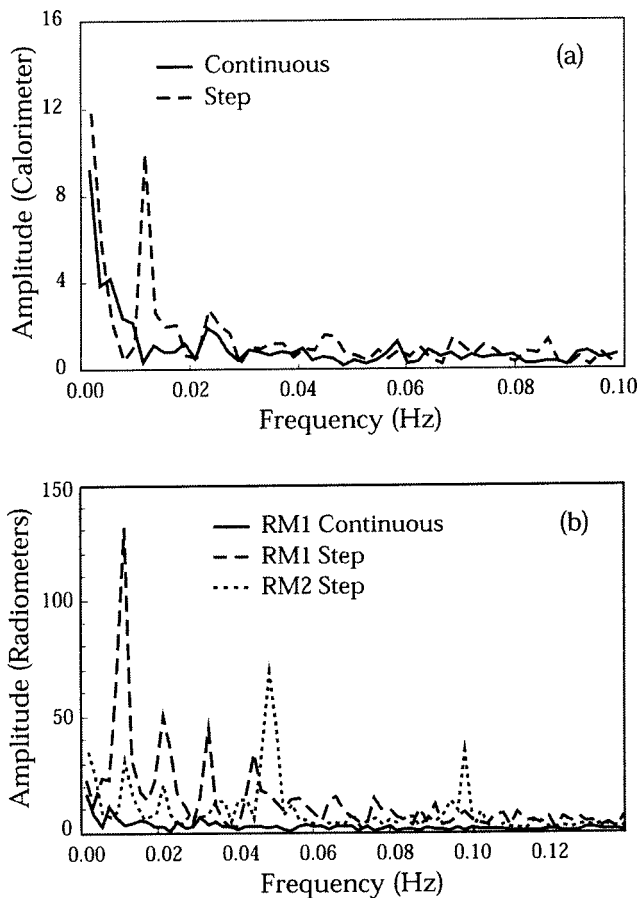 16
12
8
4
0
Amplitude (Calorimeter)
(a)
Continuous
Step
0.00
0.02
0.04
0.06
0.08
0.10
Frequency (Hz)
150
100
50
0
Amplitude (Radiometers)
(b)
RM1 Continuous
RM1 Step
RM2 Step
0.00
0.02
0.04
0.06
0.08
0.10
0.12
Frequency (Hz)